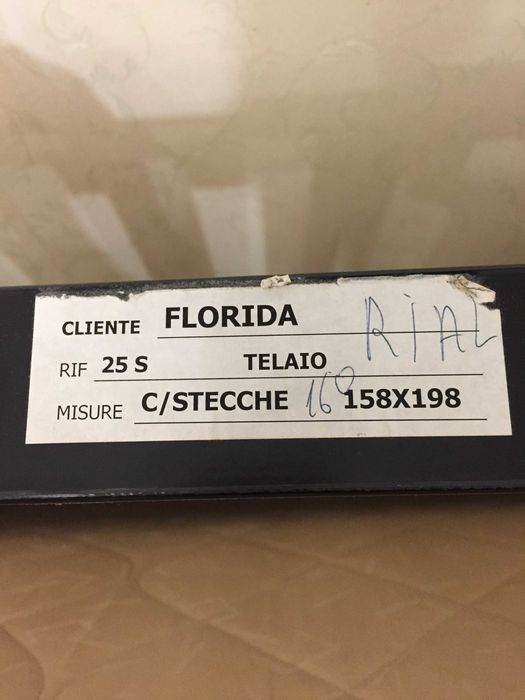 CLIENTE FLORIDA RIAL
RIF 25 S TELAIO
MISURE C/STECCHE 160 158X198